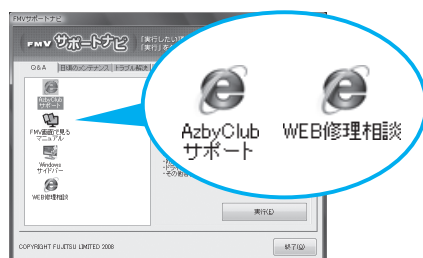 FMVサポートナビ
FMV サポートナビ
「実行したい
「実行」を
Q&A
日頃のメンテナンス
トラブル解決
AzbyClub
サポート
FMV画面で見る
マニュアル
Windows
サイドバー
WEB修理相談
AzbyClub
サポート
WEB修理相談
・その他
実行(E)
COPYRIGHT FUJITSU LIMITED 2008
終了(Q)